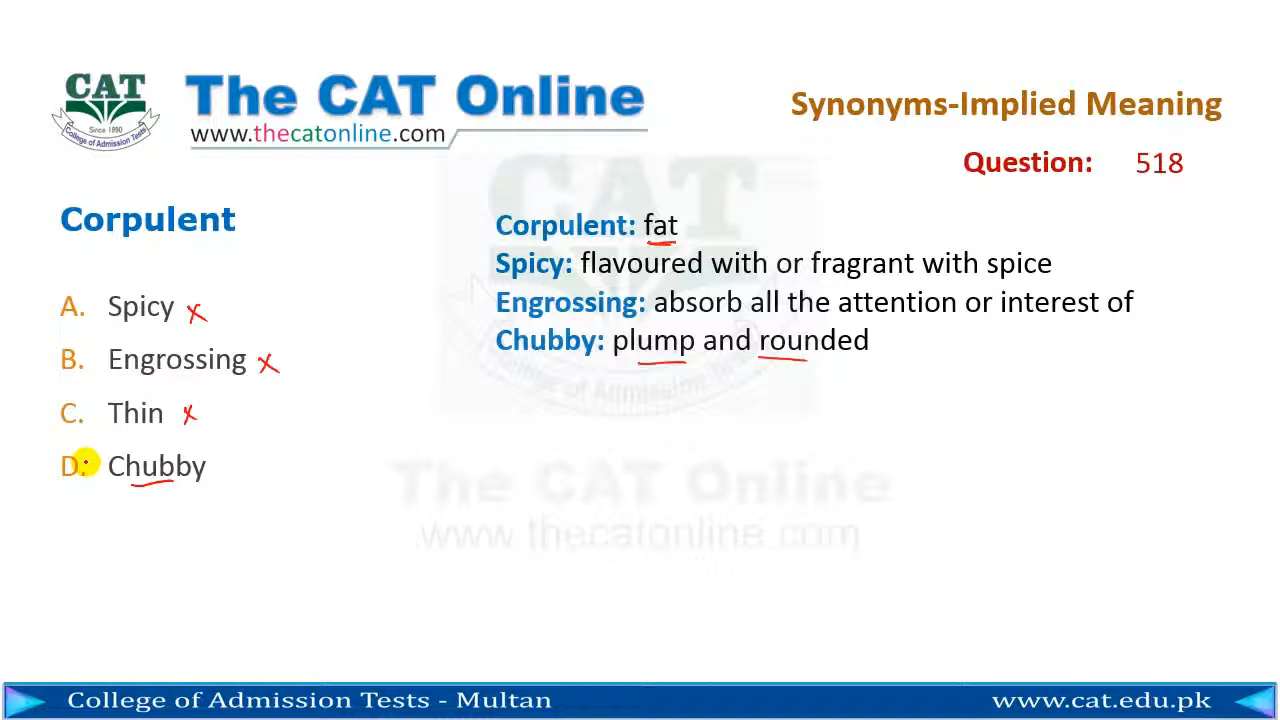 CAT
Since 1990
College of Admission Tests
The CAT Online
www.thecatonline.com
Synonyms-Implied Meaning
Question: 518
Corpulent
A. Spicy x
B. Engrossing x
C. Thin x
D. Chubby
Corpulent: fat
Spicy: flavoured with or fragrant with spice
Engrossing: absorb all the attention or interest of
Chubby: plump and rounded
CAT
The CAT Online
www.thecatonline.com
College of Admission Tests - Multan
www.cat.edu.pk